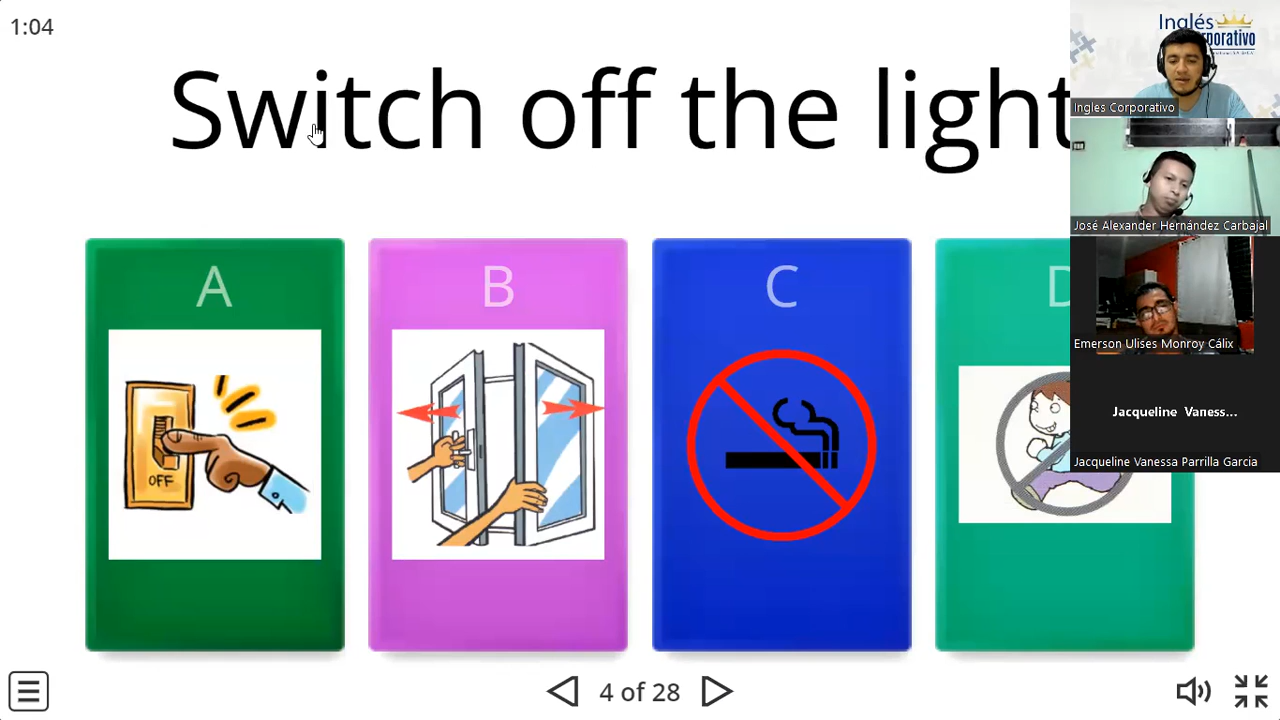 1:04
Switch off the light
A
B
C
D
OFF
4 of 28
Inglés
Corporativo
Ingles Corporativo
José Alexander Hernández Carbajal
Emerson Ulises Monroy Cálix
Jacqueline Vaness...
Jacqueline Vanessa Parrilla Garcia